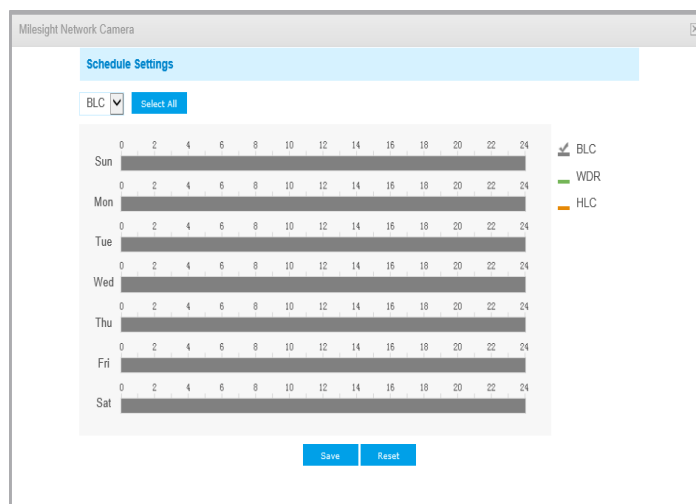 Milesight Network Camera
Schedule Settings
BLC Select All
0 2 4 6 8 10 12 14 16 18 20 22 24
Sun
BLC
0 2 4 6 8 10 12 14 16 18 20 22 24
Mon
WDR
0 2 4 6 8 10 12 14 16 18 20 22 24
Tue
HLC
0 2 4 6 8 10 12 14 16 18 20 22 24
Wed
0 2 4 6 8 10 12 14 16 18 20 22 24
Thu
0 2 4 6 8 10 12 14 16 18 20 22 24
Fri
0 2 4 6 8 10 12 14 16 18 20 22 24
Sat
Save Reset